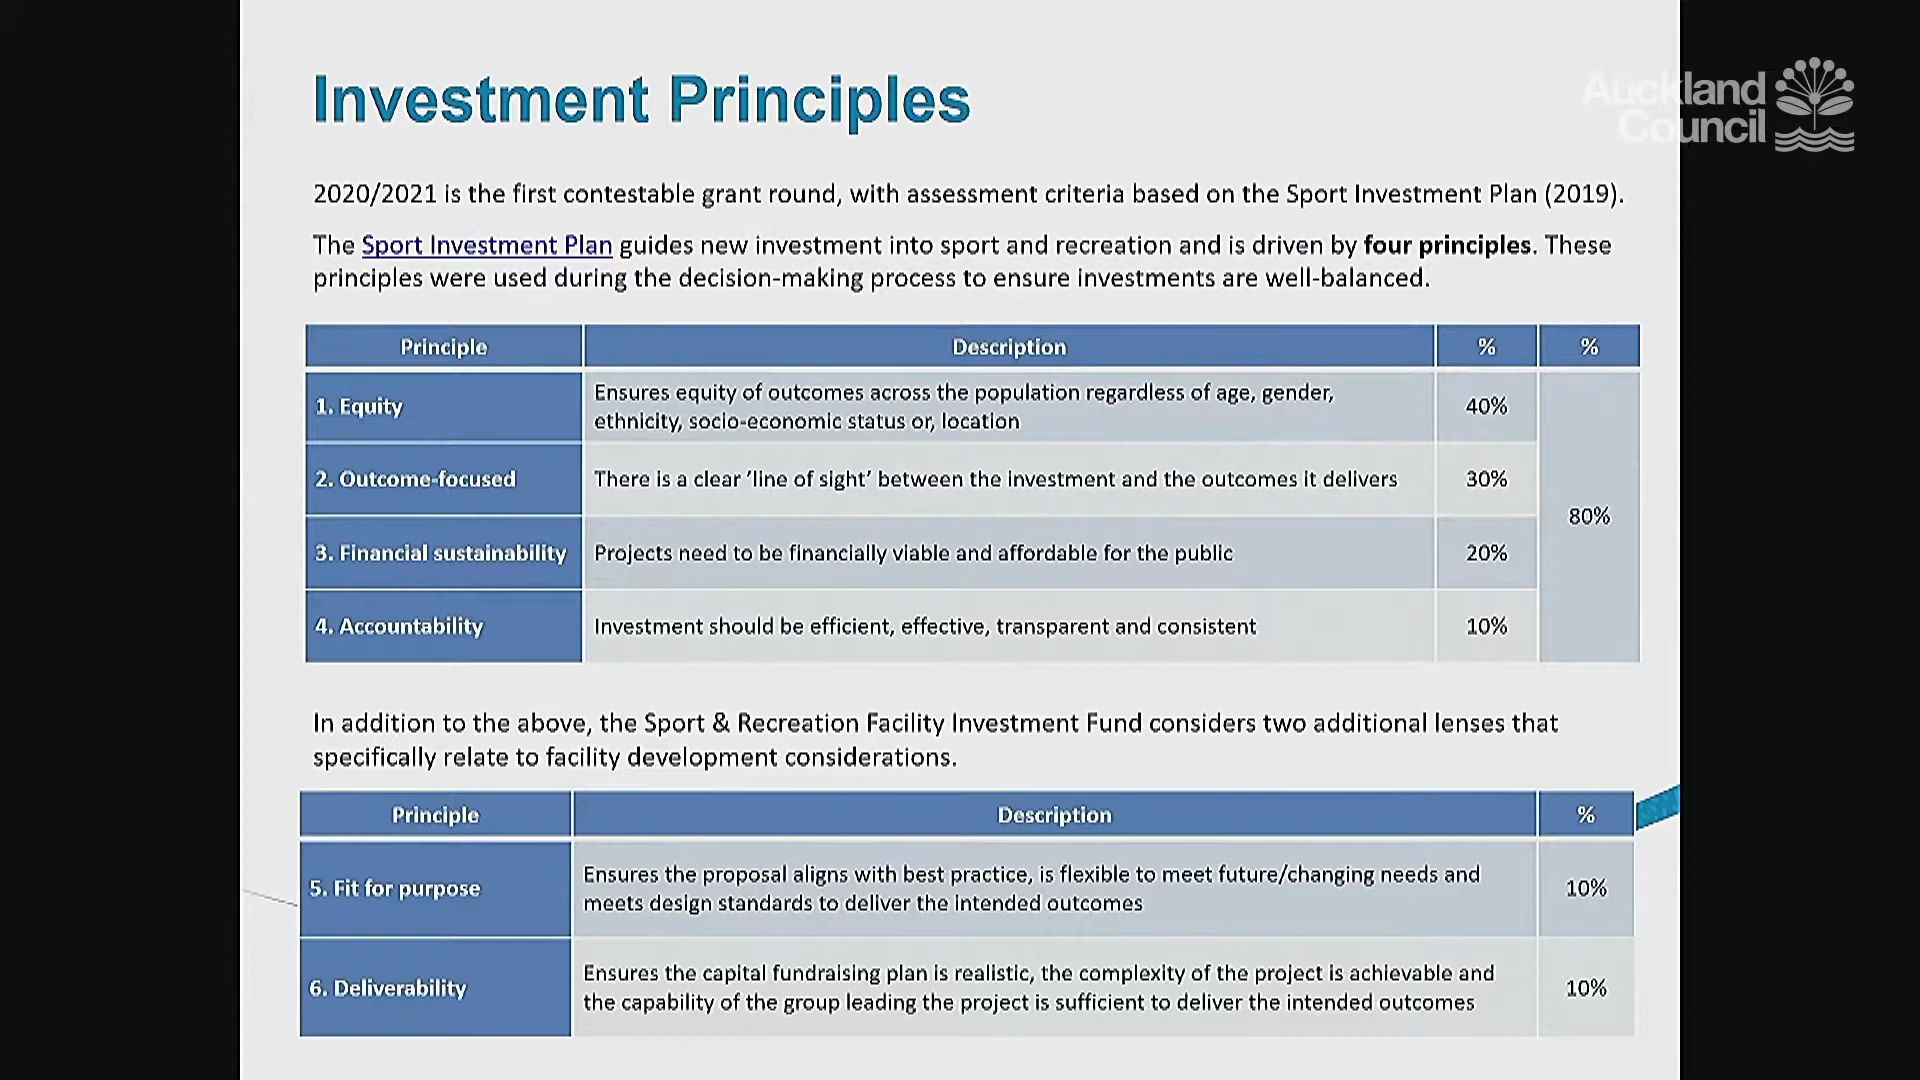 Investment Principles
Auckland
Council
2020/2021 is the first contestable grant round, with assessment criteria based on the Sport Investment Plan (2019).
The Sport Investment Plan guides new investment into sport and recreation and is driven by four principles. These
principles were used during the decision-making process to ensure investments are well-balanced.
Principle Description % %
1. Equity
Ensures equity of outcomes across the population regardless of age, gender,
ethnicity, socio-economic status or, location
40%
2. Outcome-focused There is a clear ‘line of sight’ between the investment and the outcomes it delivers 30%
80%
3. Financial sustainability Projects need to be financially viable and affordable for the public 20%
4. Accountability Investment should be efficient, effective, transparent and consistent 10%
In addition to the above, the Sport & Recreation Facility Investment Fund considers two additional lenses that
specifically relate to facility development considerations.
Principle Description %
5. Fit for purpose
Ensures the proposal aligns with best practice, is flexible to meet future/changing needs and
meets design standards to deliver the intended outcomes
10%
6. Deliverability
Ensures the capital fundraising plan is realistic, the complexity of the project is achievable and
the capability of the group leading the project is sufficient to deliver the intended outcomes
10%